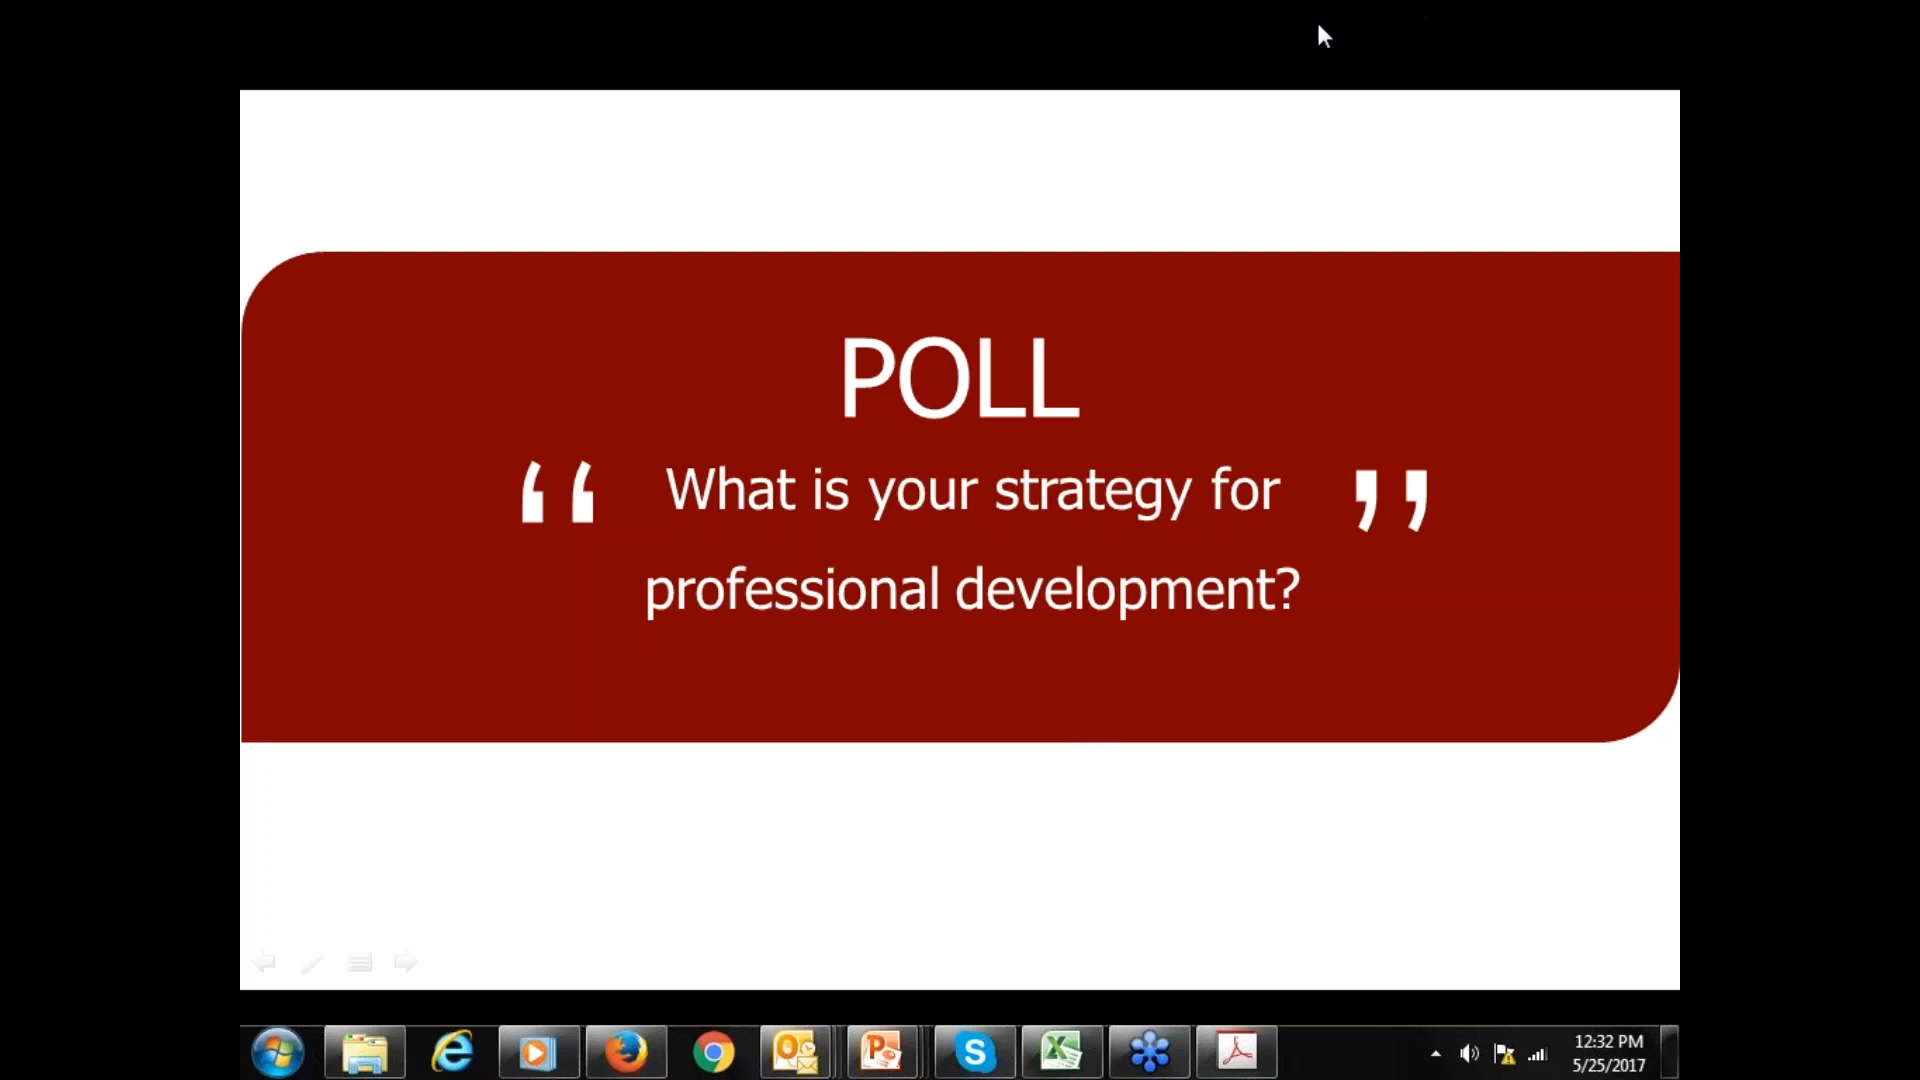 POLL
“ What is your strategy for ”
professional development?
12:32 PM
5/25/2017